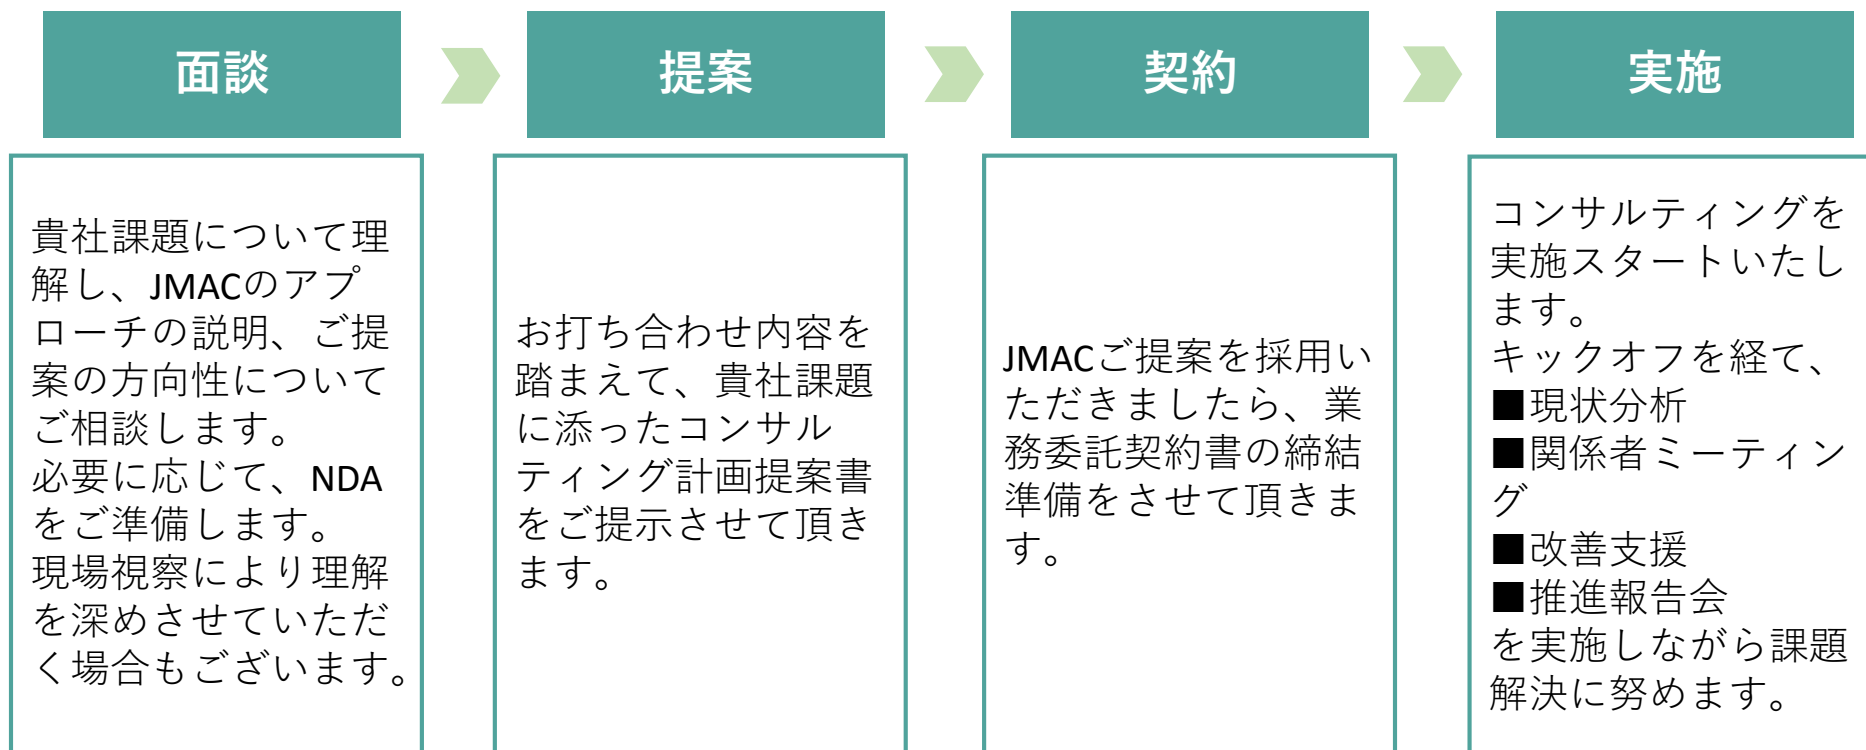 面談
提案
契約
実施
貴社課題について理
解し、JMACのアプ
ローチの説明、ご提
案の方向性について
ご相談します。
必要に応じて、NDA
をご準備します。
現場視察により理解
を深めさせていただ
く場合もございます。
お打ち合わせ内容を
踏まえて、貴社課題
に添ったコンサル
ティング計画提案書
をご提示させて頂き
ます。
JMACご提案を採用い
ただきましたら、業
務委託契約書の締結
準備をさせて頂きま
す。
コンサルティングを
実施スタートいたし
ます。
キックオフを経て、
■現状分析
■関係者ミーティン
グ
■改善支援
■推進報告会
を実施しながら課題
解決に努めます。